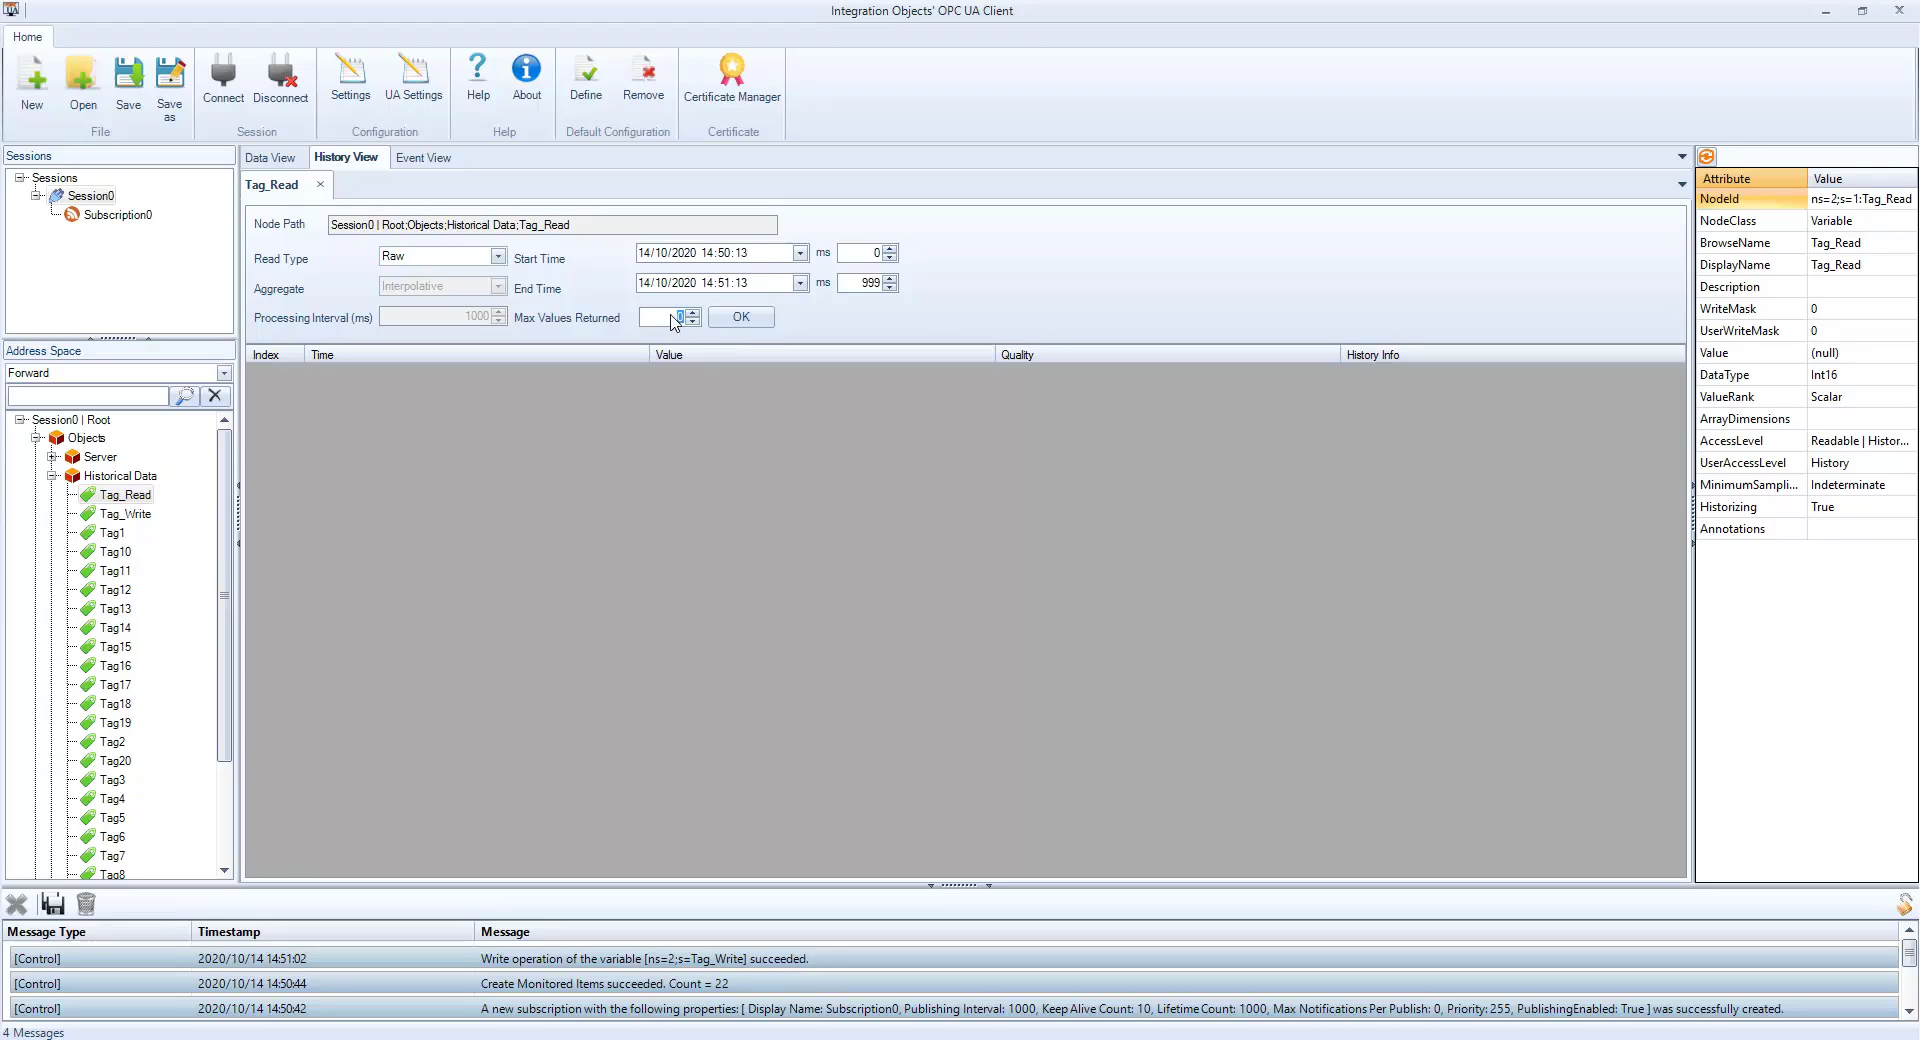 Integration Objects' OPC UA Client
Home
New
Open
Save
Save as
Connect
Disconnect
Settings
UA Settings
Help
About
Define
Remove
Certificate Manager
File
Session
Configuration
Help
Default Configuration
Certificate
Sessions
Sessions
Session0
Subscription0
Address Space
Forward
Session0 | Root
Objects
Server
Historical Data
Tag_Read
Tag_Write
Tag1
Tag10
Tag11
Tag12
Tag13
Tag14
Tag15
Tag16
Tag17
Tag18
Tag19
Tag2
Tag20
Tag3
Tag4
Tag5
Tag6
Tag7
Tag8
Data View
History View
Event View
Tag_Read
Node Path Session0 | Root;Objects;Historical Data;Tag_Read
Read Type Raw Start Time 14/10/2020 14:50:13 ms 0
Aggregate Interpolative End Time 14/10/2020 14:51:13 ms 999
Processing Interval (ms) 1000 Max Values Returned 0 OK
Index Time Value Quality History Info
Attribute Value
NodeId ns=2;s=1:Tag_Read
NodeClass Variable
BrowseName Tag_Read
DisplayName Tag_Read
Description
WriteMask 0
UserWriteMask 0
Value (null)
DataType Int16
ValueRank Scalar
ArrayDimensions
AccessLevel Readable | Histor...
UserAccessLevel History
MinimumSampli... Indeterminate
Historizing True
Annotations
Message Type Timestamp Message
[Control] 2020/10/14 14:51:02 Write operation of the variable [ns=2;s=Tag_Write] succeeded.
[Control] 2020/10/14 14:50:44 Create Monitored Items succeeded. Count = 22
[Control] 2020/10/14 14:50:42 A new subscription with the following properties: [ Display Name: Subscription0, Publishing Interval: 1000, Keep Alive Count: 10, Lifetime Count: 1000, Max Notifications Per Publish: 0, Priority: 255, PublishingEnabled: True ] was successfully created.
4 Messages